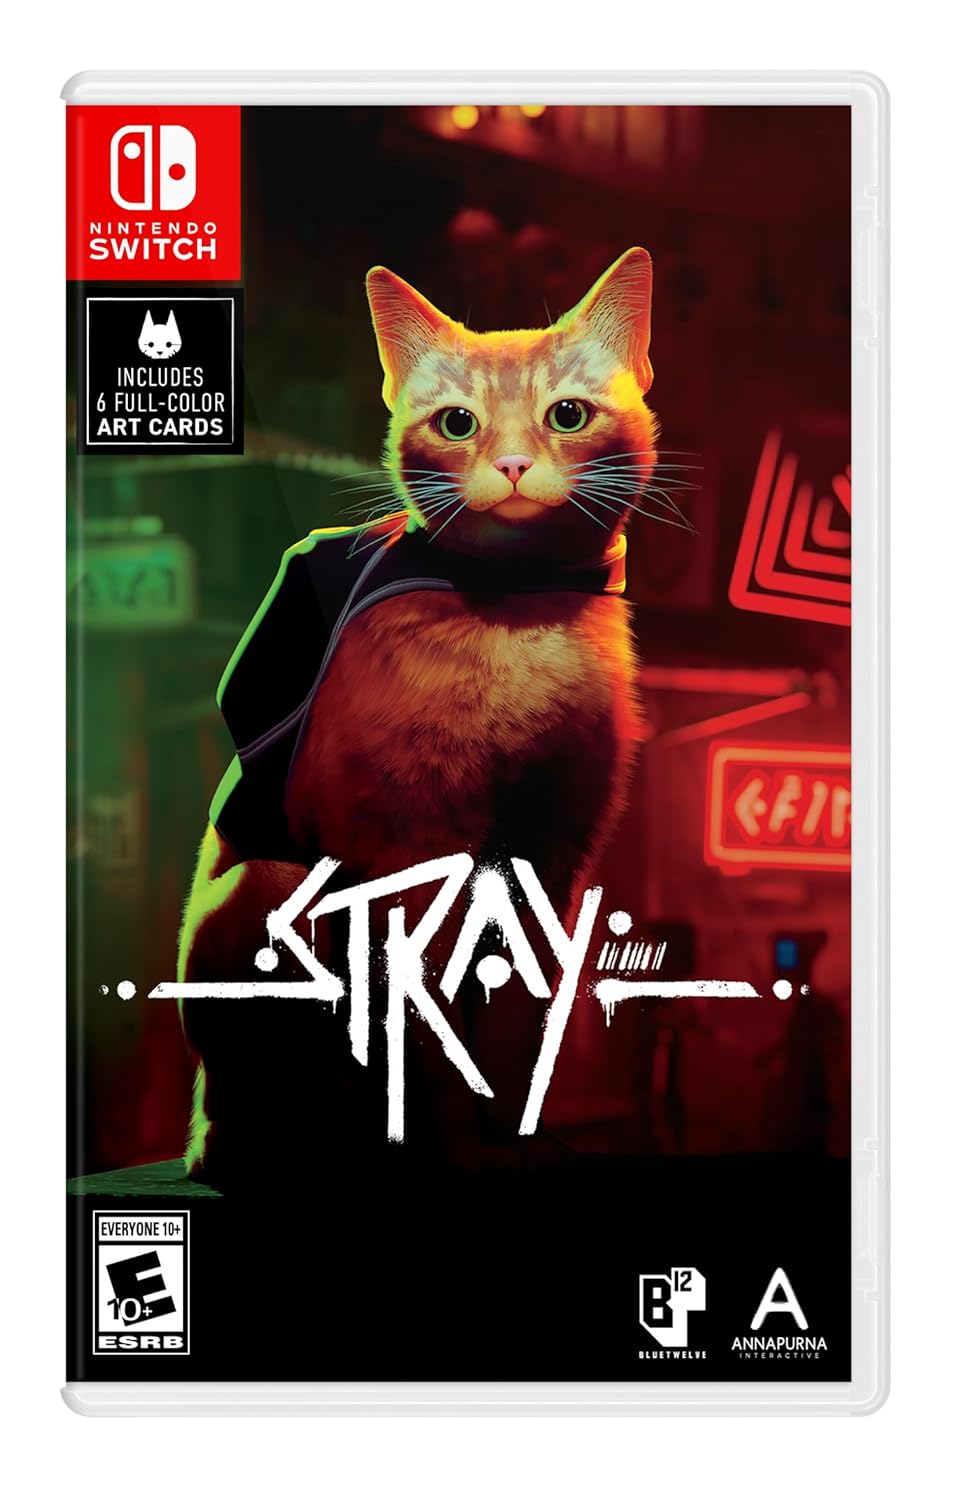 NINTENDO
SWITCH
INCLUDES
6 FULL-COLOR
ART CARDS
STRAY
EVERYONE 10+
E
10+
ESRB
B12
BLUETWELVE
A
ANNAPURNA
INTERACTIVE